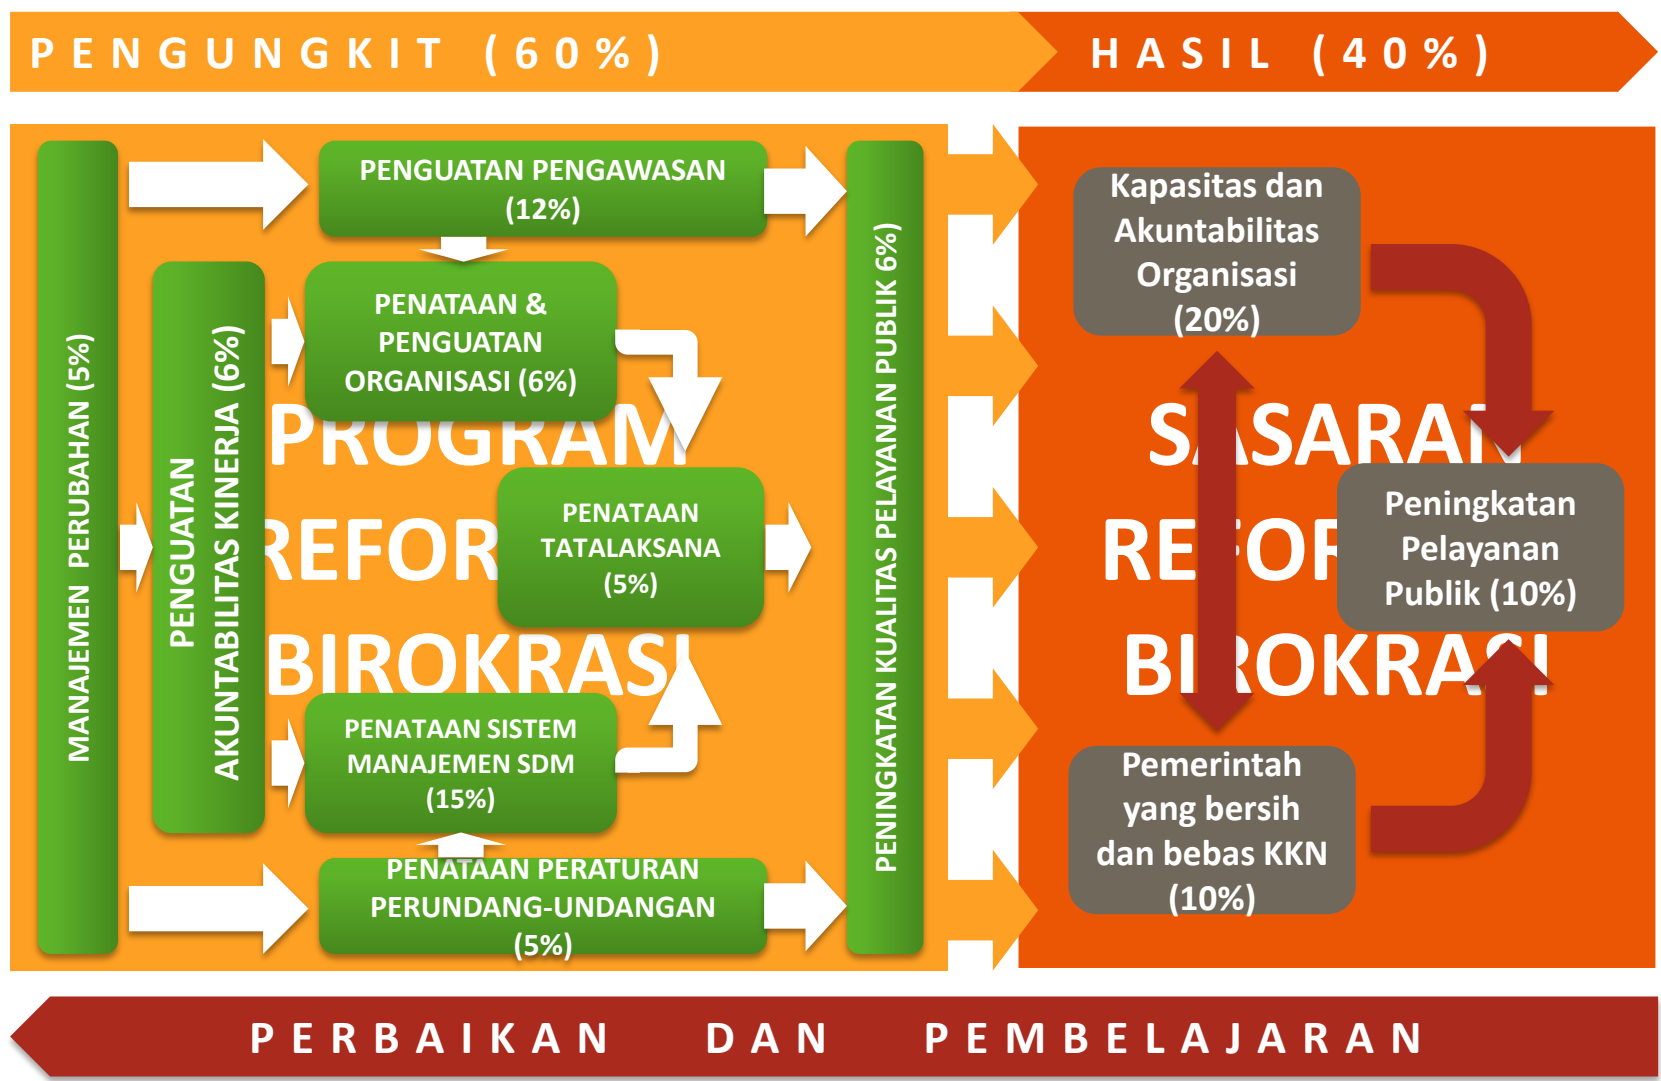 PENGUNGKIT (60%)
HASIL (40%)
MANAJEMEN PERUBAHAN (5%)
PENGUATAN
AKUNTABILITAS KINERJA (6%)
PENGUATAN PENGAWASAN
(12%)
PENATAAN &
PENGUATAN
ORGANISASI (6%)
PROGRAM
REFOR
BIROKRASI
PENATAAN
TATALAKSANA
(5%)
PENATAAN SISTEM
MANAJEMEN SDM
(15%)
PENATAAN PERATURAN
PERUNDANG-UNDANGAN
(5%)
PENINGKATAN KUALITAS PELAYANAN PUBLIK 6%)
Kapasitas dan
Akuntabilitas
Organisasi
(20%)
SASARAN
REFOR
BIROKRASI
Peningkatan
Pelayanan
Publik (10%)
Pemerintah
yang bersih
dan bebas KKN
(10%)
PERBAIKAN DAN PEMBELAJARAN